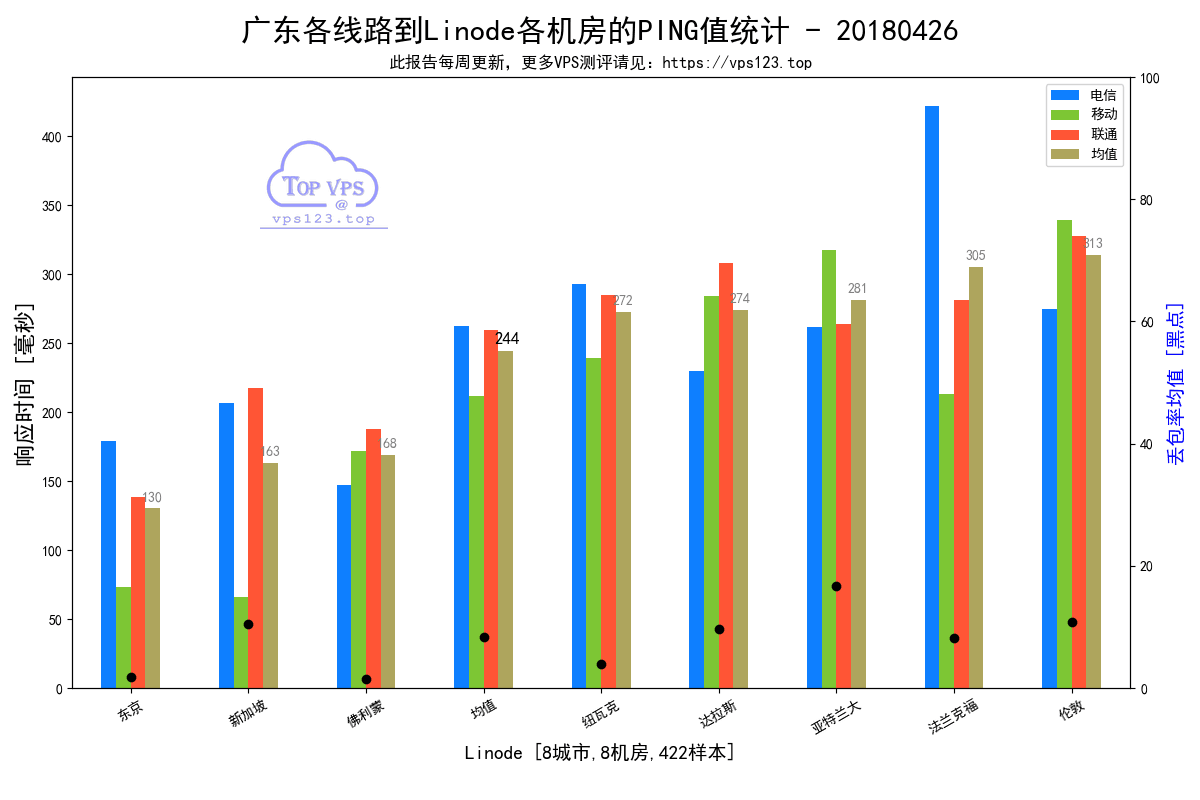 广东各线路到Linode各机房的PING值统计 - 20180426
此报告每周更新，更多VPS测评请见：https://vps123.top
电信
移动
联通
均值
TOP VPS
@
vps123.top
响应时间 [毫秒]
400
350
300
250
200
150
100
50
0
130
163
168
244
272
274
281
305
313
100
80
60
40
20
0
丢包率均值 [黑点]
东京
新加坡
佛利蒙
均值
纽瓦克
达拉斯
亚特兰大
法兰克福
伦敦
Linode [8城市,8机房,422样本]